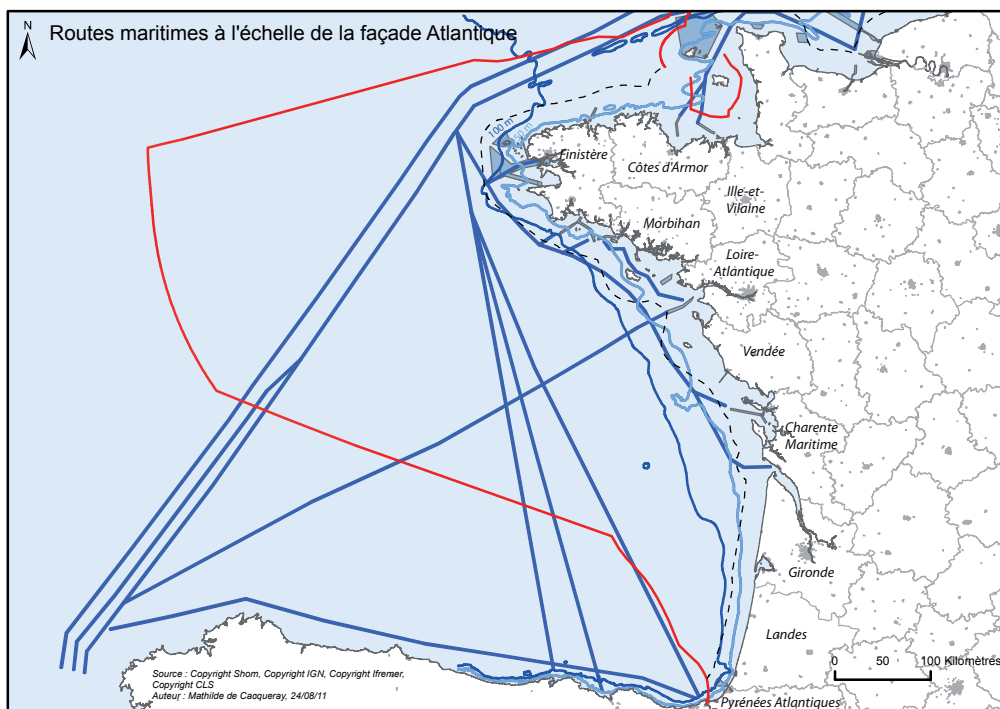 N
Routes maritimes à l'échelle de la façade Atlantique
100 m
50 m
Finistère
Côtes d'Armor
Ille-et-
Vilaine
Morbihan
Loire-
Atlantique
Vendée
Charente
Maritime
Gironde
Landes
0 50 100 Kilomètres
Pyrénées Atlantiques
Source : Copyright Shom, Copyright IGN, Copyright Ifremer,
Copyright CLS
Auteur : Mathilde de Cacqueray, 24/08/11